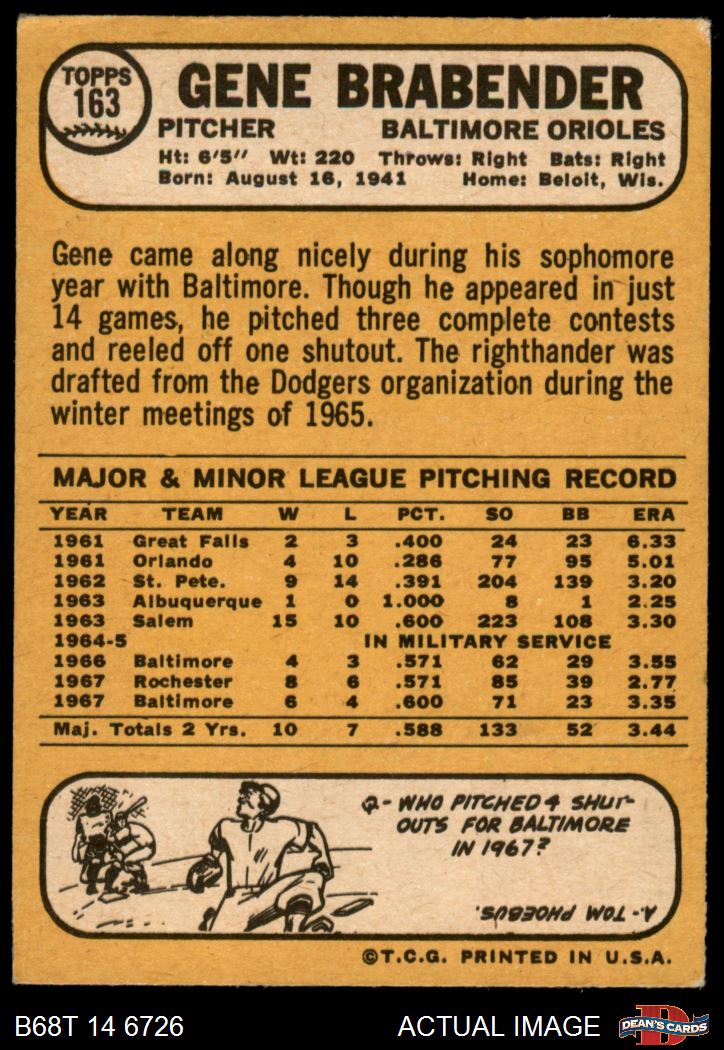 TOPPS
163
GENE BRABENDER
PITCHER BALTIMORE ORIOLES
Ht: 6'5" Wt: 220 Throws: Right Bats: Right
Born: August 16, 1941 Home: Beloit, Wis.
Gene came along nicely during his sophomore
year with Baltimore. Though he appeared in just
14 games, he pitched three complete contests
and reeled off one shutout. The righthander was
drafted from the Dodgers organization during the
winter meetings of 1965.
MAJOR & MINOR LEAGUE PITCHING RECORD
YEAR TEAM W L PCT. SO BB ERA
1961 Great Falls 2 3 .400 24 23 6.33
1961 Orlando 4 10 .286 77 95 5.01
1962 St. Pete. 9 14 .391 204 139 3.20
1963 Albuquerque 1 0 1.000 8 1 2.25
1963 Salem 15 10 .600 223 108 3.30
1964-5 IN MILITARY SERVICE
1966 Baltimore 4 3 .571 62 29 3.55
1967 Rochester 8 6 .571 85 39 2.77
1967 Baltimore 6 4 .600 71 23 3.35
Maj. Totals 2 Yrs. 10 7 .588 133 52 3.44
Q- WHO PITCHED 4 SHUT-
OUTS FOR BALTIMORE
IN 1967?
A- TOM PHOEBUS.
©T.C.G. PRINTED IN U.S.A.
B68T 14 6726 ACTUAL IMAGE
D
DEAN'S CARDS